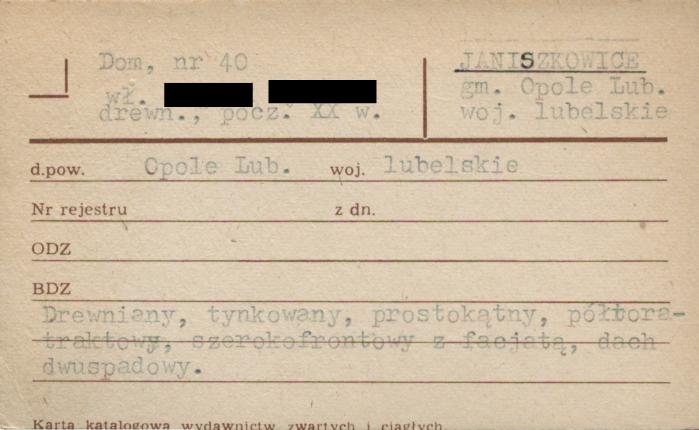 Dom, nr 40
wł.
drewn., pocz. XX w.
JANISZKOWICE
gm. Opole Lub.
woj. lubelskie
d.pow. Opole Lub. woj. lubelskie
Nr rejestru z dn.
ODZ
BDZ
Drewniany, tynkowany, prostokątny, półtora-
traktowy, szerokofrontowy z facjatą, dach
dwuspadowy.
Karta katalogowa wydawnictw zwartych i ciągłych